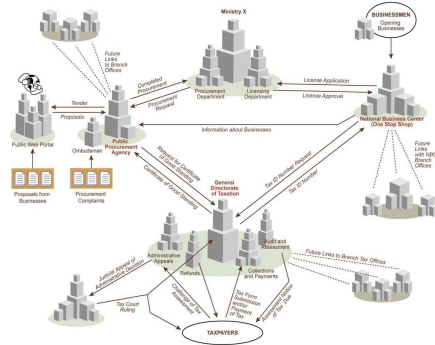 Ministry X
BUSINESSMEN
Opening
Businesses
Future
Links to
Branch
Offices
Completed
Procurement
Procurement
Request
Procurement
Department
Licensing
Department
License Application
License Approval
Tender
Proposals
Public Web Portal
Ombudsman
Public
Procurement
Agency
Information about Businesses
National Business Center
(One Stop Shop)
Future
Links
with NBC
Branch
Offices
Proposals from
Businesses
Procurement
Complaints
Request for Certificate
of Good Standing
Certificate of Good Standing
General
Directorate
of Taxation
Tax ID Number Request
Tax ID Number
Judicial Appeal of
Administrative Decision
Administrative
Appeals
Refunds
Audit and
Assessment
Collections
and Payments
Future Links to Branch Tax Offices
Tax Court
Ruling
Challenge of Tax
Assessment
Tax Form
Submission
and/or
Payment
of Tax
Assessment Notice
of Tax Due
TAXPAYERS